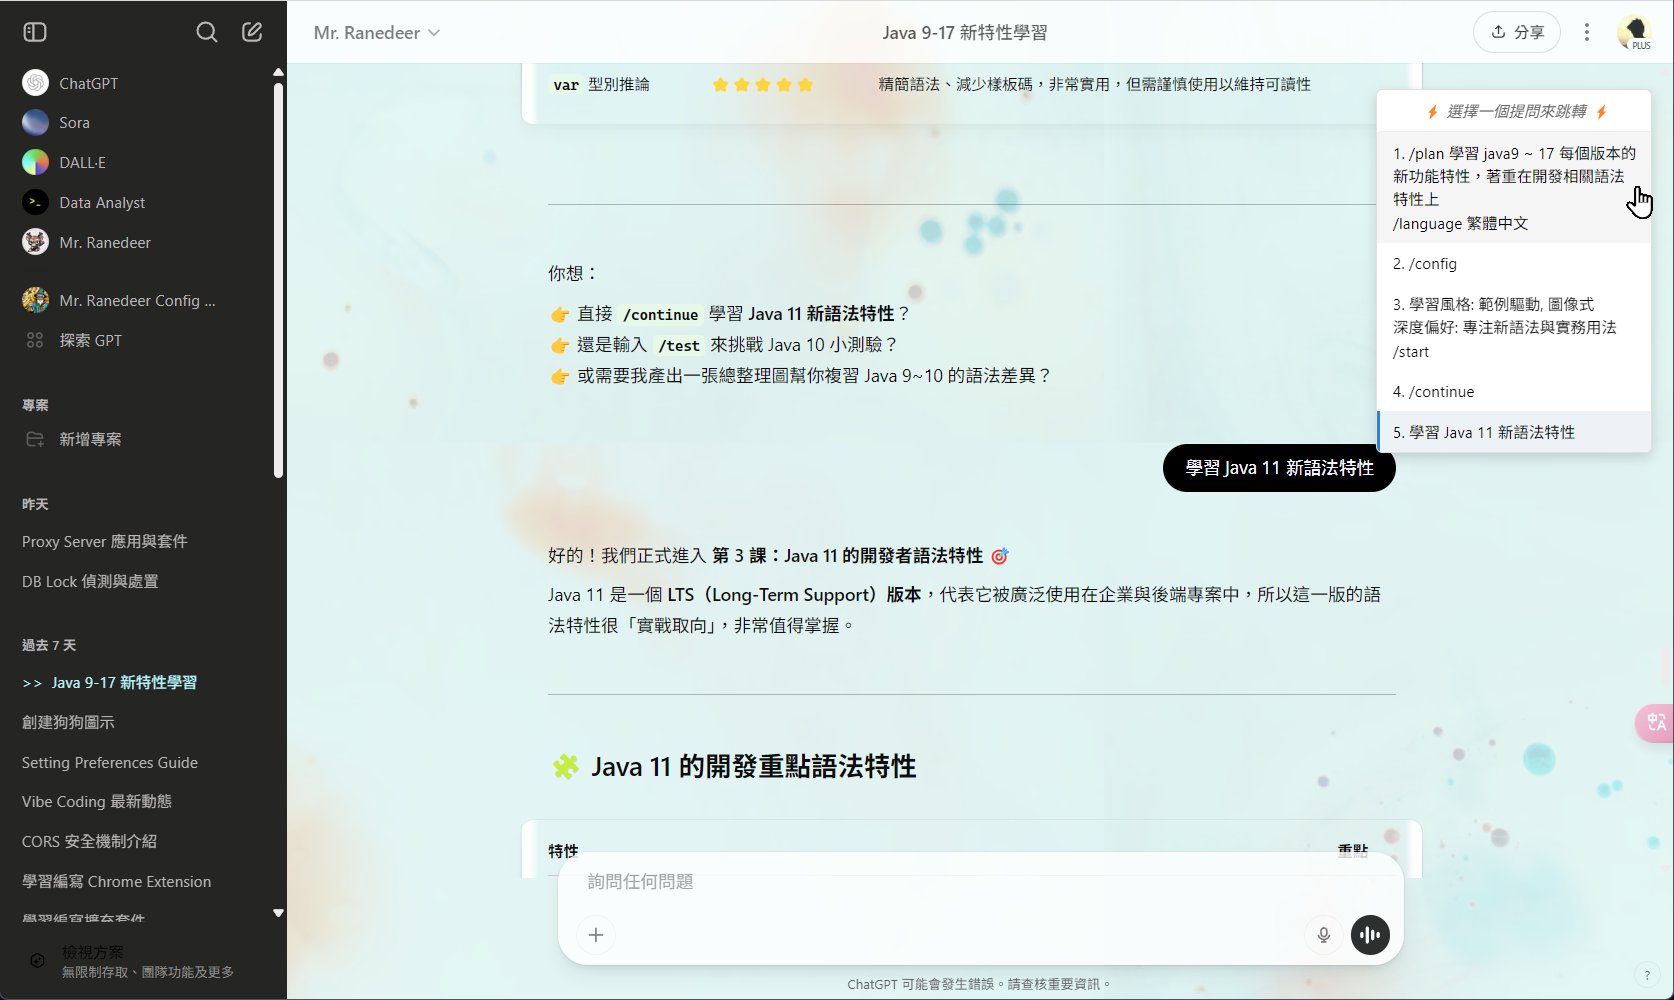 ChatGPT
Sora
DALL·E
Data Analyst
Mr. Ranedeer
Mr. Ranedeer Config ...
探索 GPT
專案
新增專案
昨天
Proxy Server 應用與套件
DB Lock 偵測與處置
過去 7 天
>> Java 9-17 新特性學習
創建狗狗圖示
Setting Preferences Guide
Vibe Coding 最新動態
CORS 安全機制介紹
學習編寫 Chrome Extension
學習編寫擴充套件
檢視方案
無限制存取、團隊功能及更多
Mr. Ranedeer
Java 9-17 新特性學習
分享
PLUS
var 型別推論 精簡語法、減少樣板碼，非常實用，但需謹慎使用以維持可讀性
你想：
👉 直接 /continue 學習 Java 11 新語法特性？
👉 還是輸入 /test 來挑戰 Java 10 小測驗？
👉 或需要我產出一張總整理圖幫你複習 Java 9~10 的語法差異？
學習 Java 11 新語法特性
好的！我們正式進入 第 3 課：Java 11 的開發者語法特性 🎯
Java 11 是一個 LTS（Long-Term Support）版本，代表它被廣泛使用在企業與後端專案中，所以這一版的語
法特性很「實戰取向」，非常值得掌握。
🧩 Java 11 的開發重點語法特性
特性 重點
詢問任何問題
ChatGPT 可能會發生錯誤。請查核重要資訊。
⚡ 選擇一個提問來跳轉 ⚡
1. /plan 學習 java9 ~ 17 每個版本的
新功能特性，著重在開發相關語法
特性上
/language 繁體中文
2. /config
3. 學習風格: 範例驅動, 圖像式
深度偏好: 專注新語法與實務用法
/start
4. /continue
5. 學習 Java 11 新語法特性
中A
?